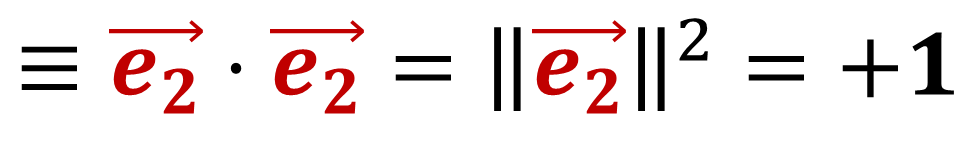 ≡ e₂⃗ · e₂⃗ = ‖e₂⃗‖² = +1